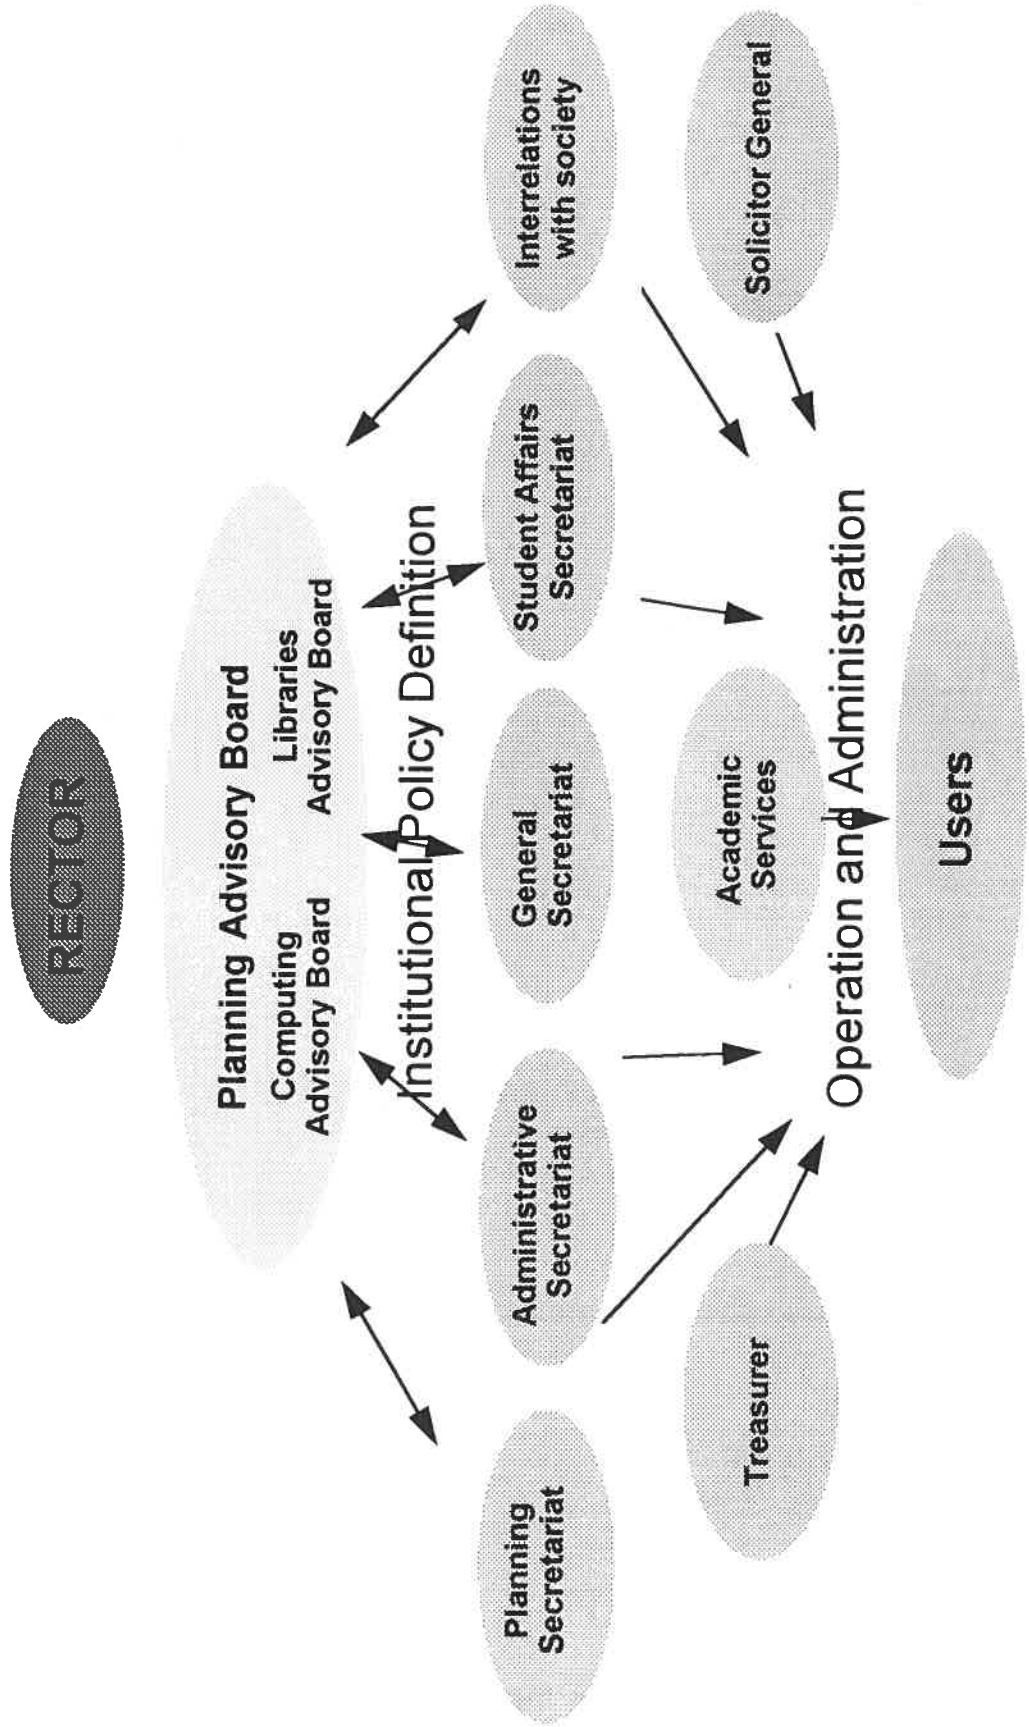 RECTOR
Planning Advisory Board
Computing
Advisory Board
Libraries
Advisory Board
Institutional Policy Definition
Planning
Secretariat
Administrative
Secretariat
General
Secretariat
Student Affairs
Secretariat
Interrelations
with society
Treasurer
Academic
Services
Solicitor General
Operation and Administration
Users